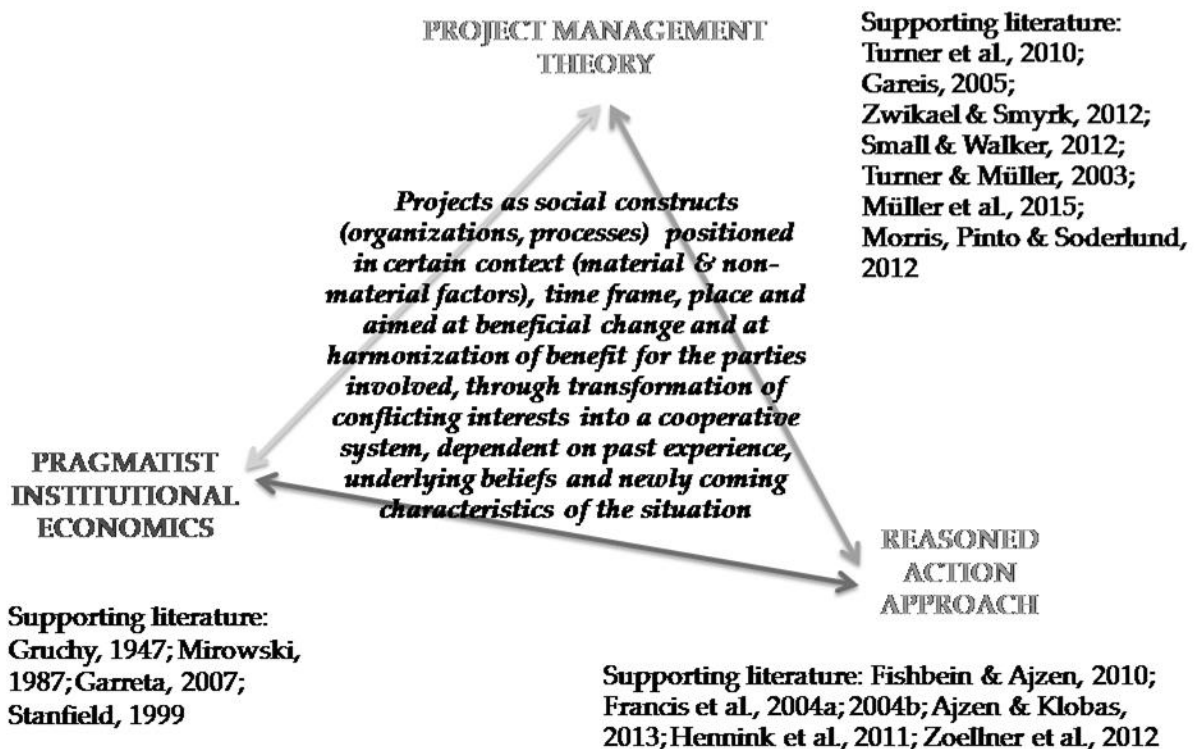 PROJECT MANAGEMENT
THEORY
Supporting literature:
Turner et al., 2010;
Gareis, 2005;
Zwikael & Smyrk, 2012;
Small & Walker, 2012;
Turner & Müller, 2003;
Müller et al., 2015;
Morris, Pinto & Soderlund,
2012
Projects as social constructs
(organizations, processes) positioned
in certain context (material & non-
material factors), time frame, place and
aimed at beneficial change and at
harmonization of benefit for the parties
involved, through transformation of
conflicting interests into a cooperative
system, dependent on past experience,
underlying beliefs and newly coming
characteristics of the situation
PRAGMATIST
INSTITUTIONAL
ECONOMICS
Supporting literature:
Gruchy, 1947; Mirowski,
1987; Garreta, 2007;
Stanfield, 1999
REASONED
ACTION
APPROACH
Supporting literature: Fishbein & Ajzen, 2010;
Francis et al., 2004a; 2004b; Ajzen & Klobas,
2013; Hennink et al., 2011; Zoellner et al., 2012